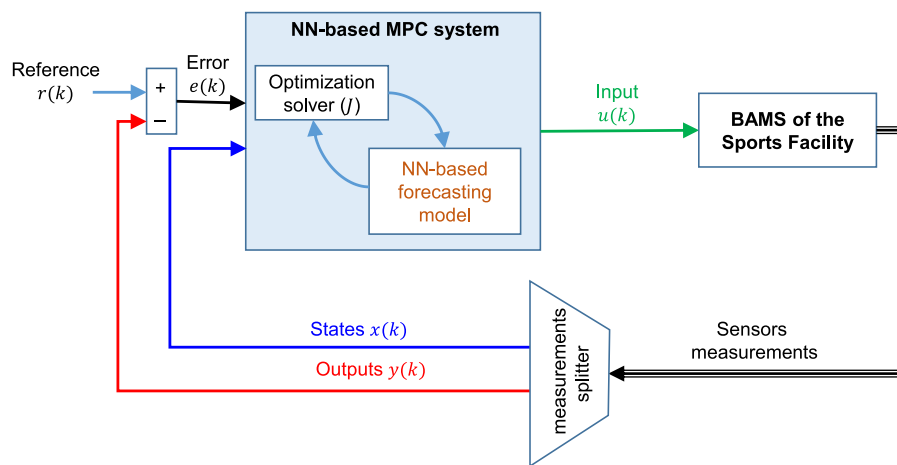 NN-based MPC system
Reference
r(k)
+
−
Error
e(k)
Optimization
solver (J)
NN-based
forecasting
model
Input
u(k)
BAMS of the
Sports Facility
States x(k)
Outputs y(k)
measurements
splitter
Sensors
measurements